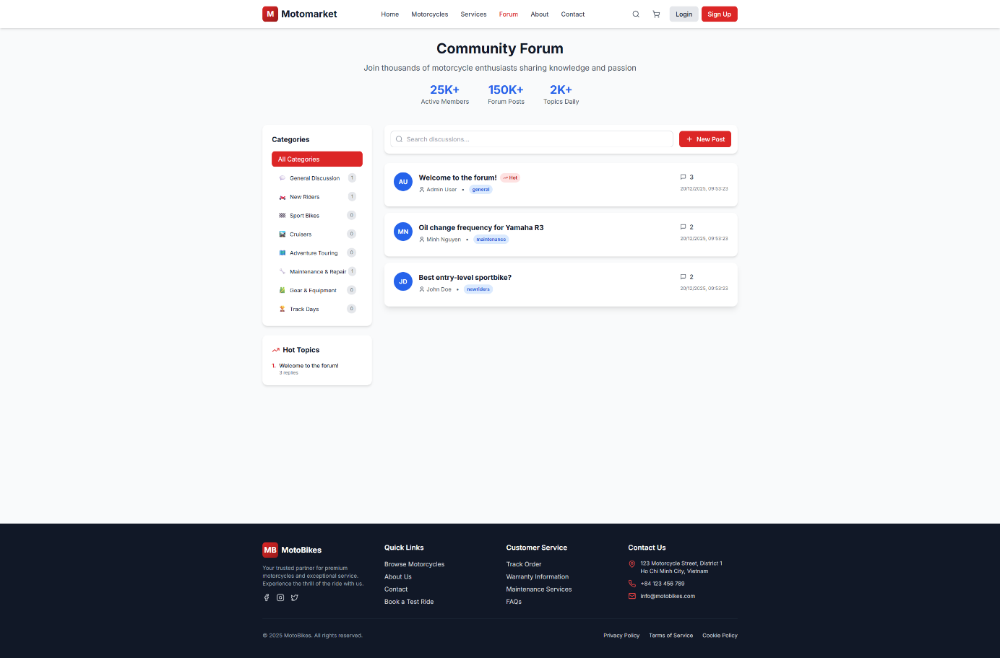 M Motomarket
Home Motorcycles Services Forum About Contact
Login Sign Up
Community Forum
Join thousands of motorcycle enthusiasts sharing knowledge and passion
25K+ 150K+ 2K+
Active Members Forum Posts Topics Daily
Categories
All Categories
General Discussion 1
New Riders 1
Sport Bikes 0
Cruisers 0
Adventure Touring 0
Maintenance & Repair 1
Gear & Equipment 0
Track Days 0
Hot Topics
1. Welcome to the forum!
3 replies
Search discussions...
New Post
AU Welcome to the forum! Hot 3
Admin User • general 20/12/2025, 09:53:23
MN Oil change frequency for Yamaha R3 2
Minh Nguyen • maintenance 20/12/2025, 09:53:23
JD Best entry-level sportbike? 2
John Doe • newriders 20/12/2025, 09:53:23
MB MotoBikes
Your trusted partner for premium
motorcycles and exceptional service.
Experience the thrill of the ride with us.
Quick Links
Browse Motorcycles
About Us
Contact
Book a Test Ride
Customer Service
Track Order
Warranty Information
Maintenance Services
FAQs
Contact Us
123 Motorcycle Street, District 1
Ho Chi Minh City, Vietnam
+84 123 456 789
info@motobikes.com
© 2025 MotoBikes. All rights reserved.
Privacy Policy Terms of Service Cookie Policy